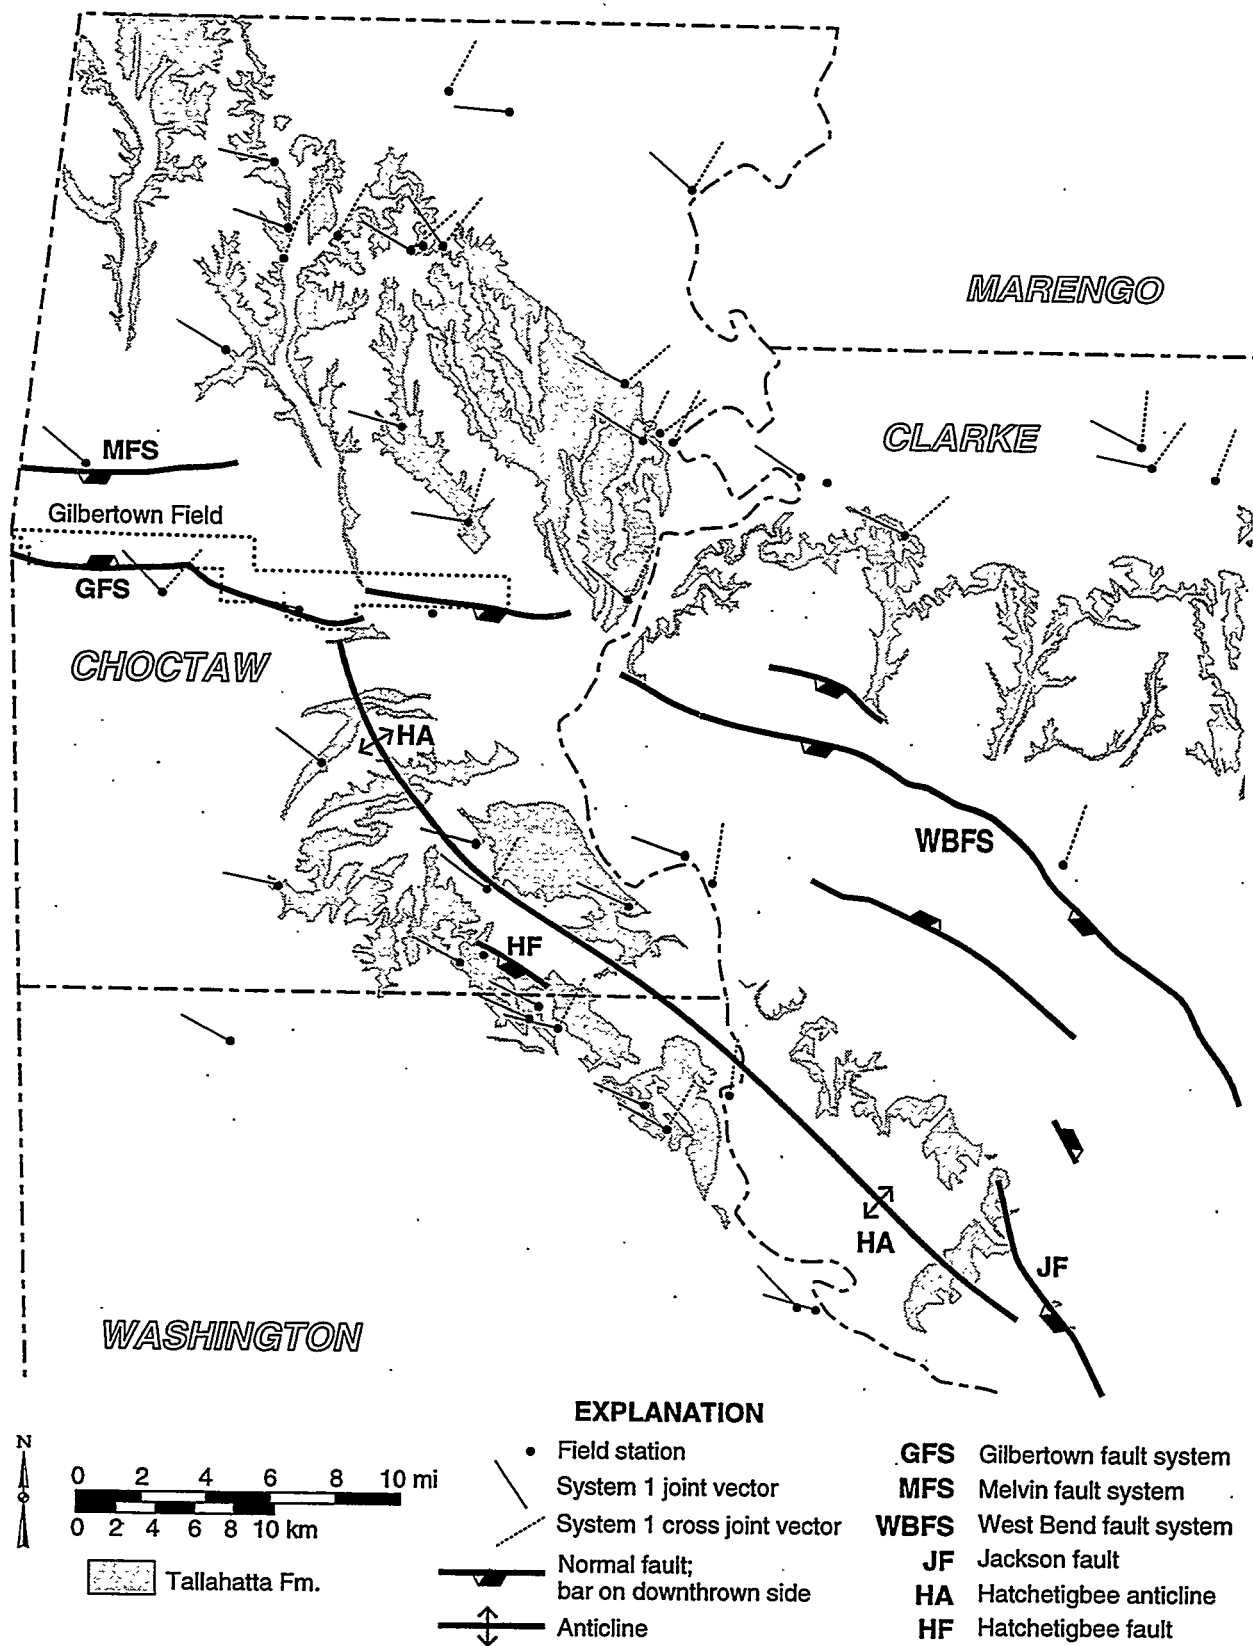 MARENGO
CLARKE
MFS
Gilbertown Field
GFS
CHOCTAW
HA
WBFS
HF
HA
JF
WASHINGTON
EXPLANATION
N
0 2 4 6 8 10 mi
0 2 4 6 8 10 km
Tallahatta Fm.
Field station
System 1 joint vector
System 1 cross joint vector
Normal fault;
bar on downthrown side
Anticline
GFS Gilbertown fault system
MFS Melvin fault system
WBFS West Bend fault system
JF Jackson fault
HA Hatchetigbee anticline
HF Hatchetigbee fault